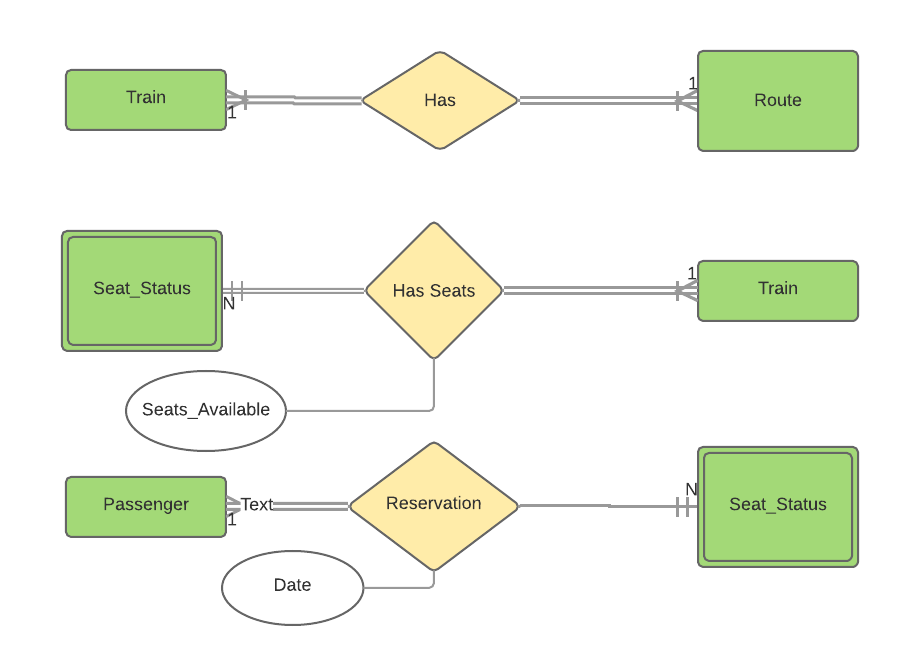 Train
1
Has
1
Route
Seat_Status
N
Has Seats
1
Train
Seats_Available
Passenger
1
Text
Reservation
N
Seat_Status
Date